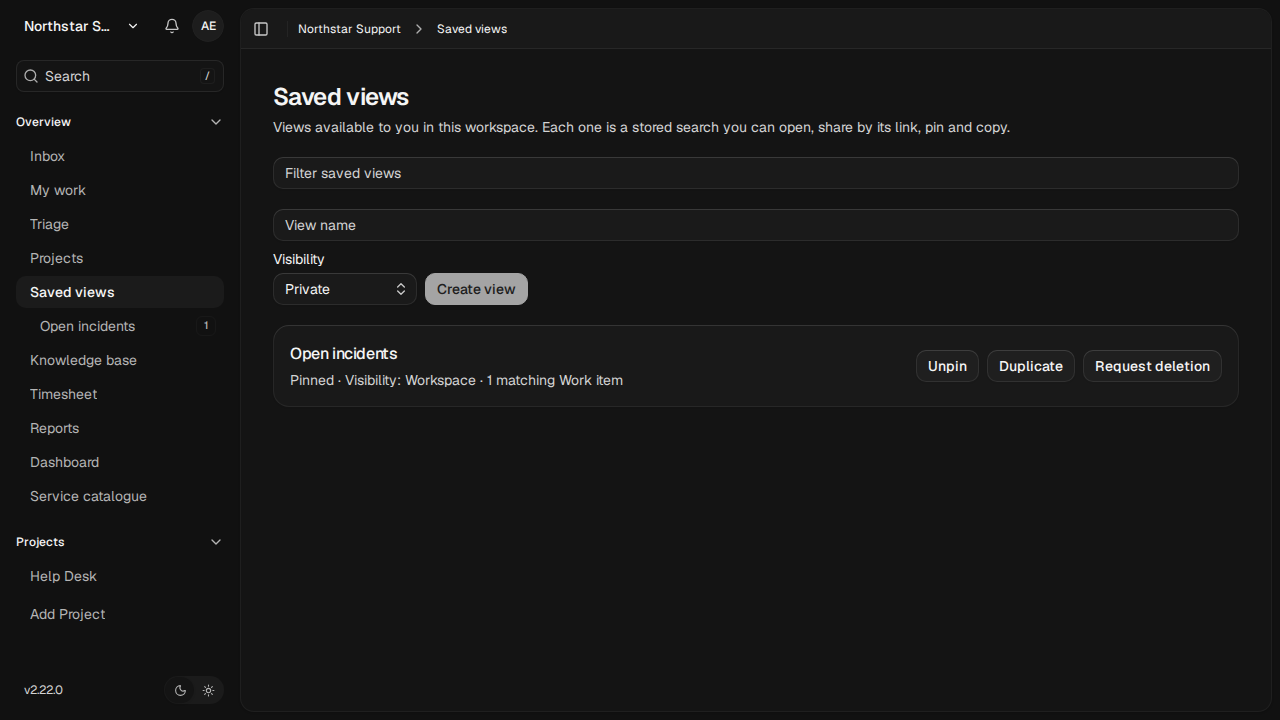 Northstar S...
AE
Search
/
Overview
Inbox
My work
Triage
Projects
Saved views
Open incidents
1
Knowledge base
Timesheet
Reports
Dashboard
Service catalogue
Projects
Help Desk
Add Project
v2.22.0
Northstar Support
Saved views
Saved views
Views available to you in this workspace. Each one is a stored search you can open, share by its link, pin and copy.
Filter saved views
View name
Visibility
Private
Create view
Open incidents
Pinned · Visibility: Workspace · 1 matching Work item
Unpin
Duplicate
Request deletion